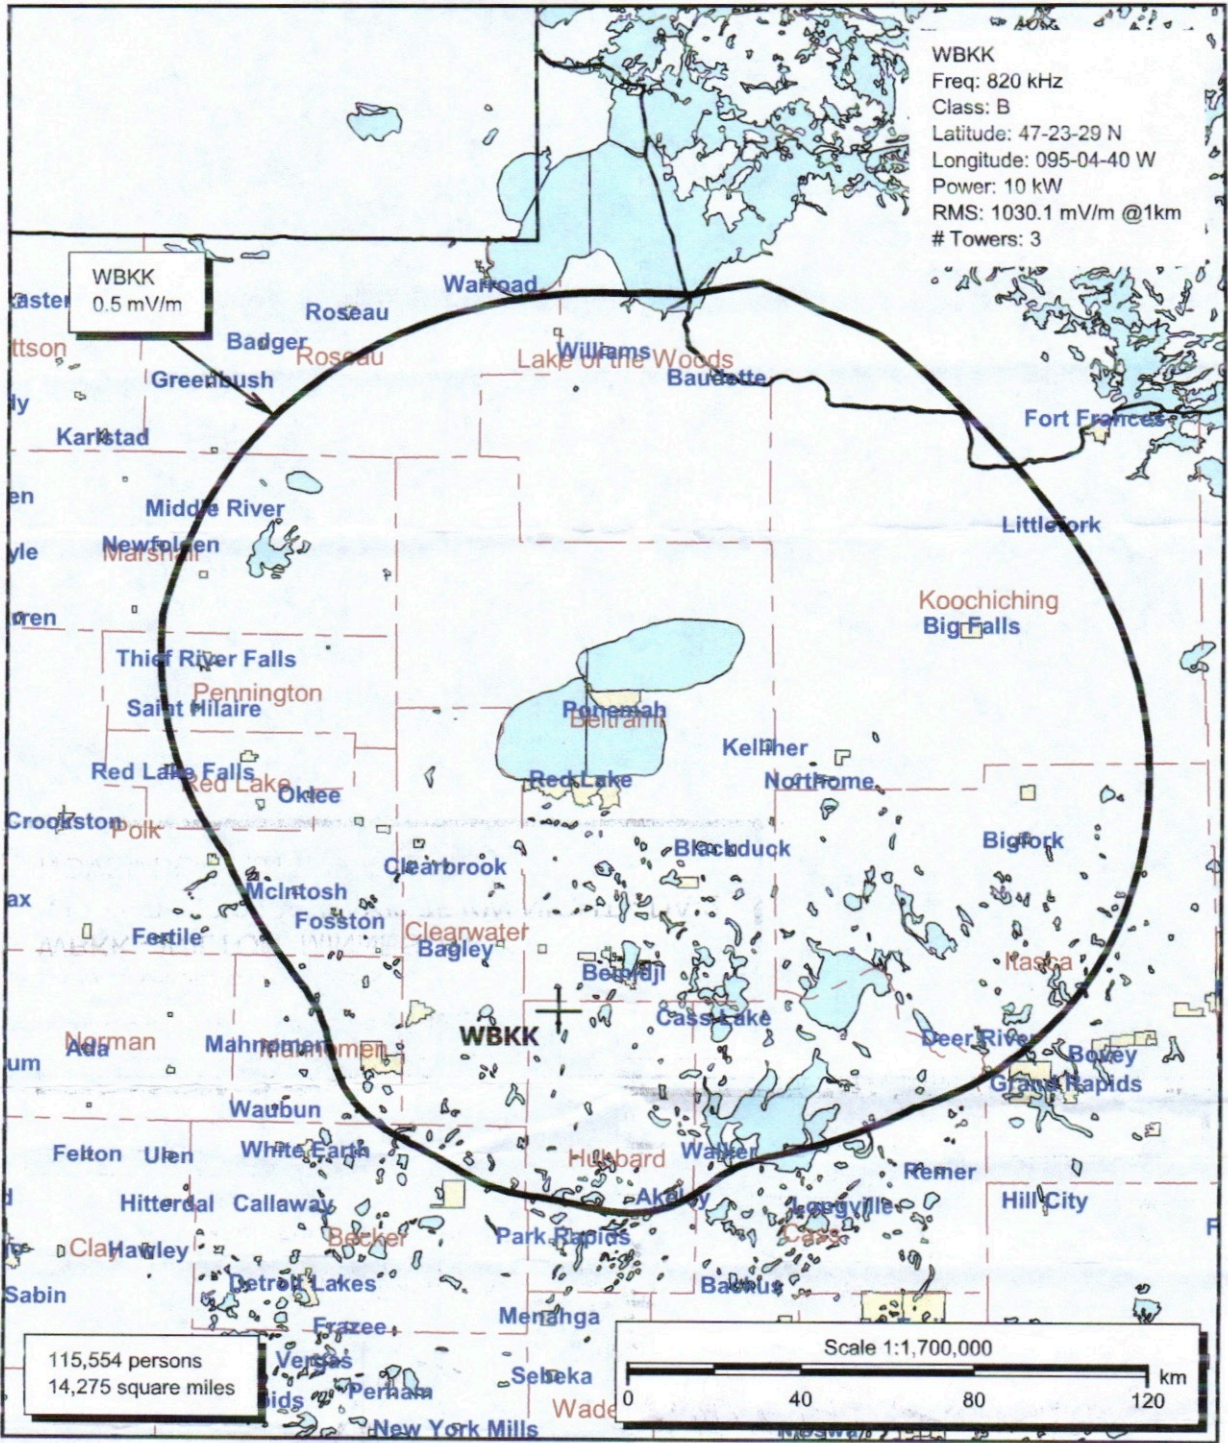 WBKK
Freq: 820 kHz
Class: B
Latitude: 47-23-29 N
Longitude: 095-04-40 W
Power: 10 kW
RMS: 1030.1 mV/m @1km
# Towers: 3
WBKK
0.5 mV/m
Warroad
Roseau
Badger
Roseau
Williams
Lake of the Woods
Greenbush
Baudette
Fort Frances
Karlstad
Middle River
Littlefork
Newfolden
Marshall
Koochiching
Big Falls
Thief River Falls
Pennington
Saint Hilaire
Ponemah
Beltrami
Kelliher
Red Lake Falls
Red Lake
Red Lake
Northome
Oklee
Crookston
Polk
Bigfork
Blackduck
Clearbrook
McIntosh
Fosston
Clearwater
Fertile
Bagley
Bemidji
Itasca
Cass Lake
WBKK
Deer River
Norman
Ada
Mahnomen
Mahnomen
Bovey
Grand Rapids
Waubun
White Earth
Felton
Ulen
Hubbard
Walker
Remer
Hitterdal
Callaway
Akeley
Longville
Hill City
Clay
Hawley
Becker
Park Rapids
Cass
Detroit Lakes
Backus
Sabin
Menahga
Frazee
Vergas
Perham
Sebeka
New York Mills
Scale 1:1,700,000
km
0 40 80 120
115,554 persons
14,275 square miles